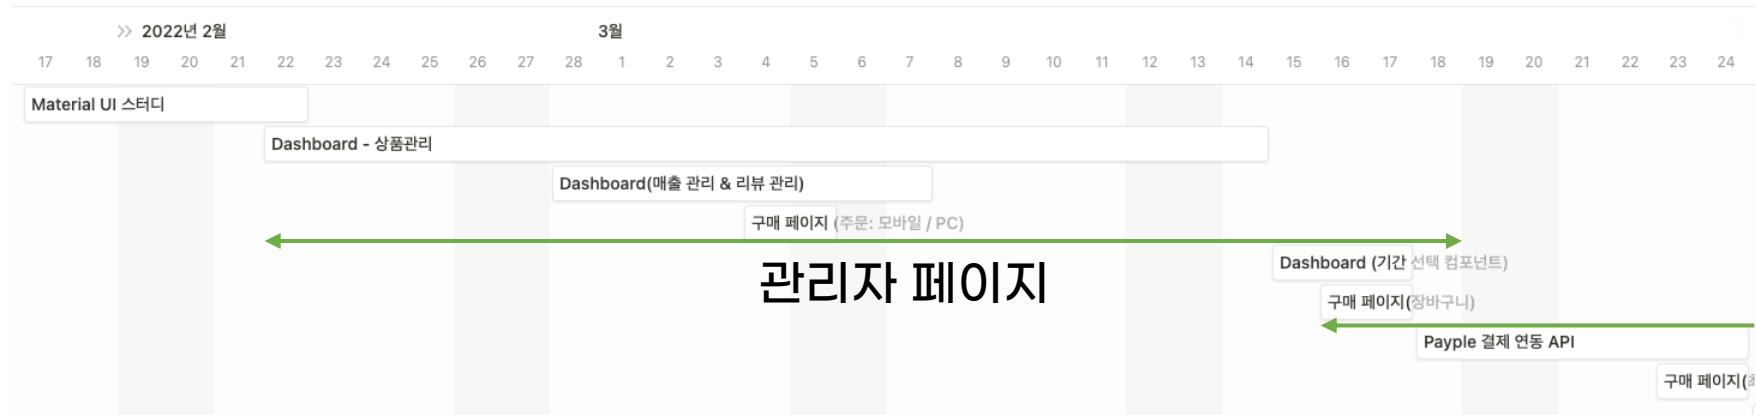 2022년 2월 3월
17 18 19 20 21 22 23 24 25 26 27 28 1 2 3 4 5 6 7 8 9 10 11 12 13 14 15 16 17 18 19 20 21 22 23 24
Material UI 스터디
Dashboard - 상품관리
Dashboard(매출 관리 & 리뷰 관리)
구매 페이지 (주문: 모바일 / PC)
Dashboard (기간 선택 컴포넌트)
관리자 페이지
구매 페이지(장바구니)
Payple 결제 연동 API
구매 페이지(